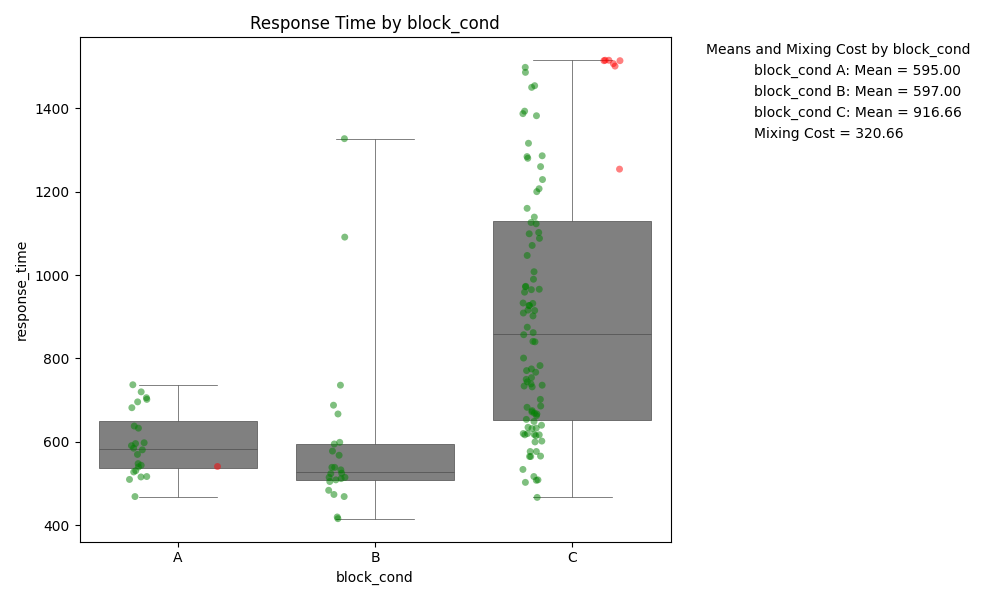 Response Time by block_cond
Means and Mixing Cost by block_cond
block_cond A: Mean = 595.00
block_cond B: Mean = 597.00
block_cond C: Mean = 916.66
Mixing Cost = 320.66
response_time
1400
1200
1000
800
600
400
A
B
C
block_cond